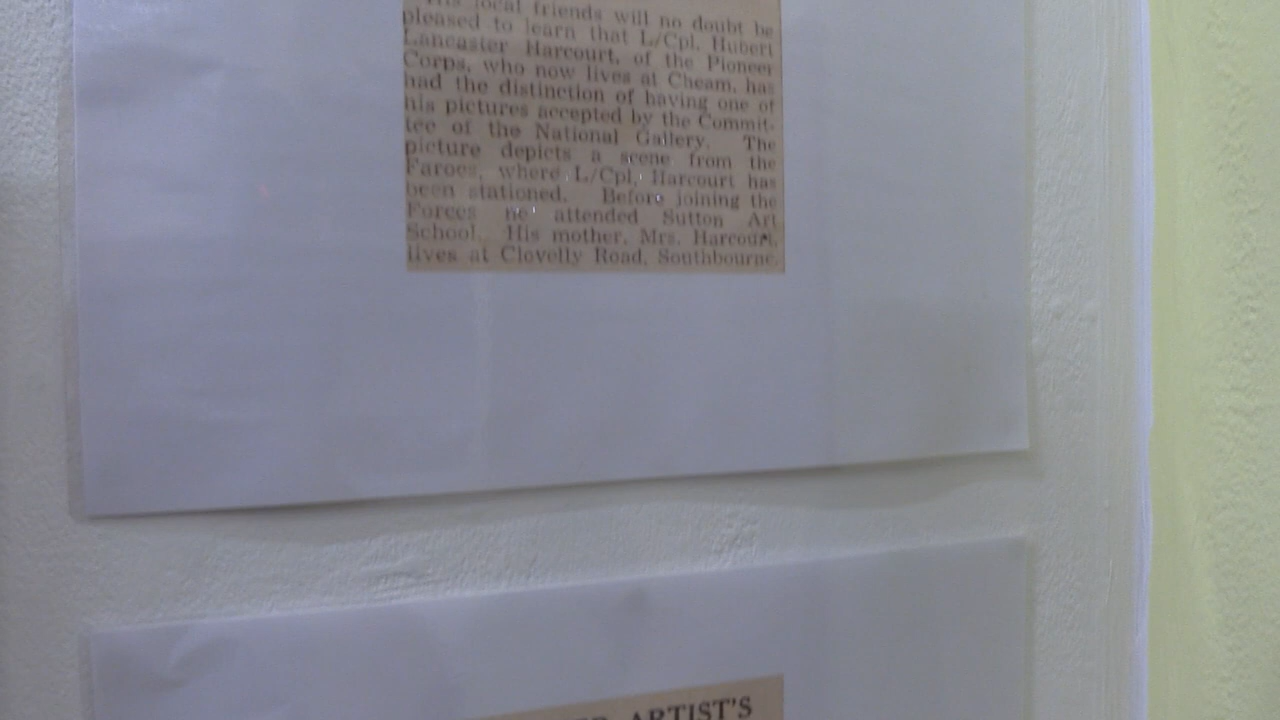 His local friends will no doubt be
pleased to learn that L/Cpl. Hubert
Lancaster Harcourt, of the Pioneer
Corps, who now lives at Cheam, has
had the distinction of having one of
his pictures accepted by the Commit-
tee of the National Gallery. The
picture depicts a scene from the
Faroes, where L/Cpl. Harcourt has
been stationed. Before joining the
Forces he attended Sutton Art
School. His mother, Mrs. Harcourt,
lives at Clovelly Road, Southbourne.
ARTIST'S